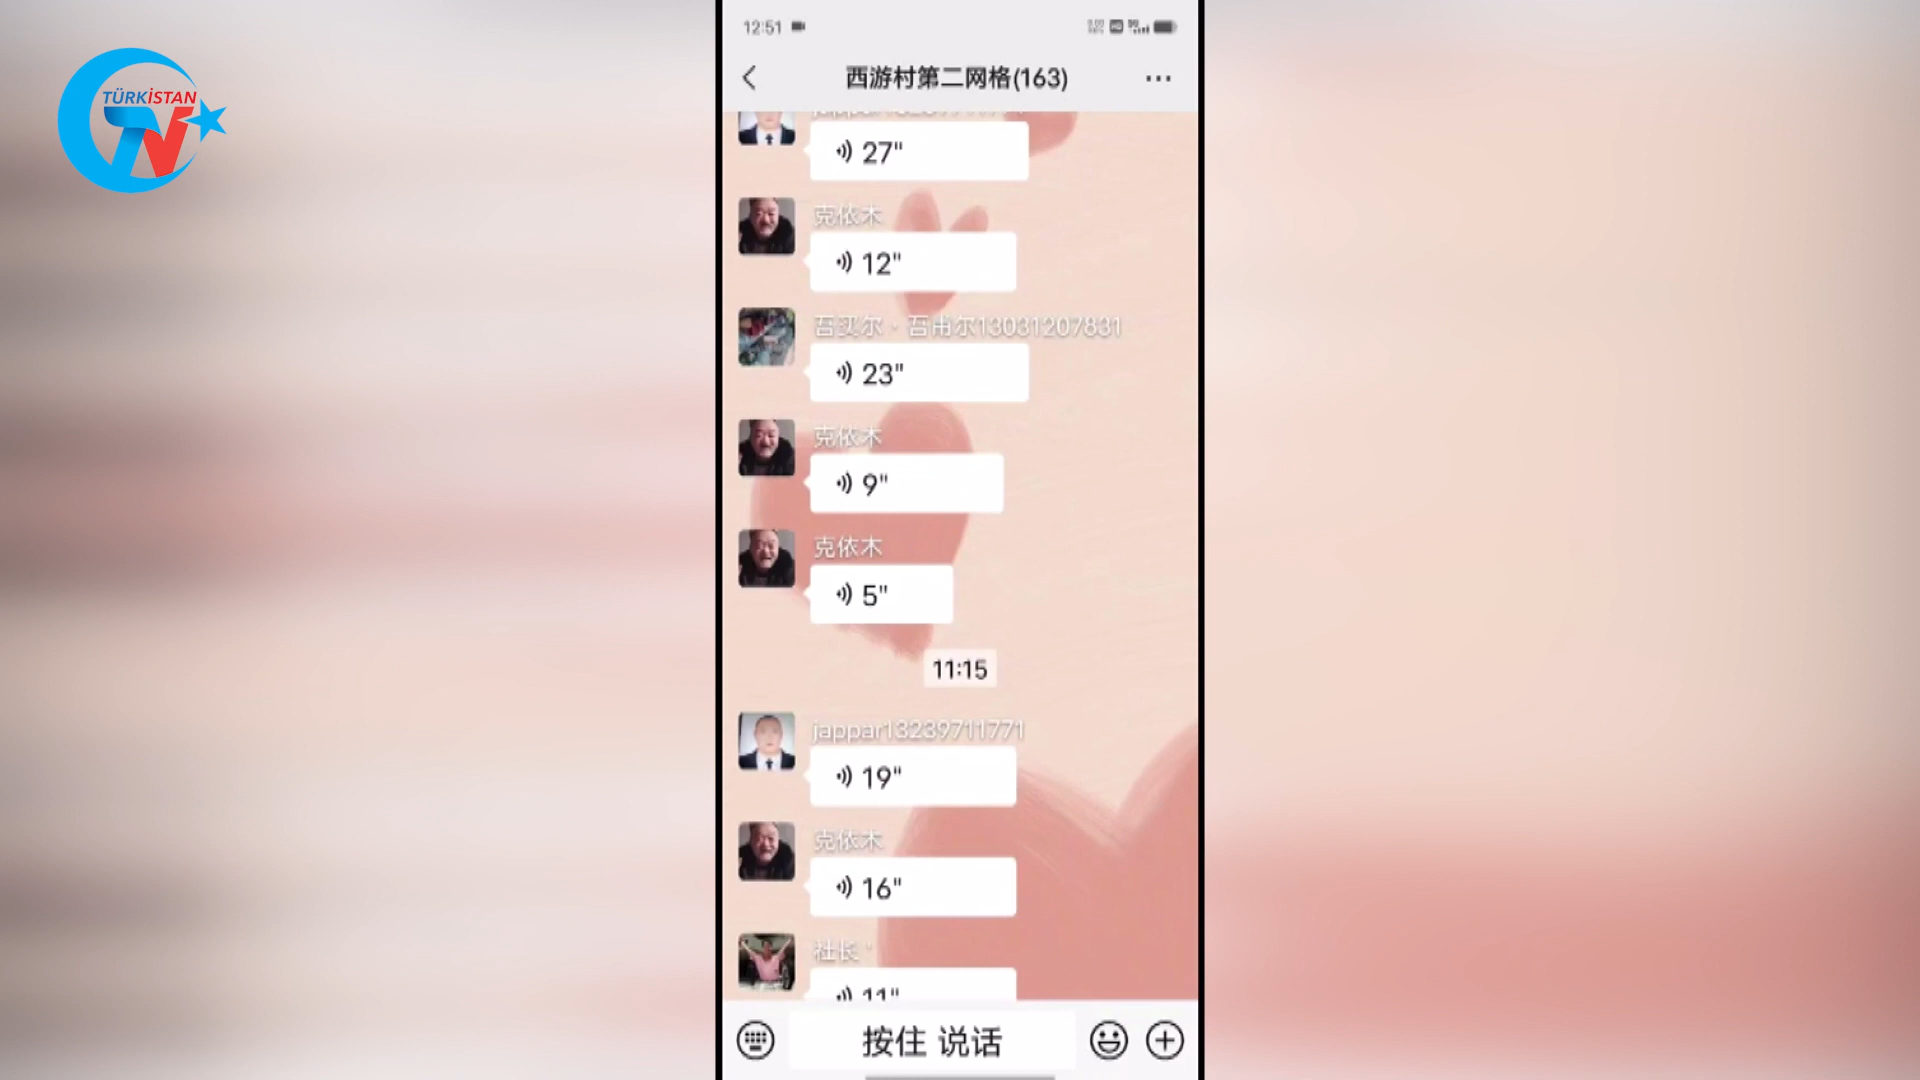 TÜRKİSTAN
TV
12:51
西游村第二网格(163)
27"
克依木
12"
吾买尔·吾甫尔13031207831
23"
克依木
9"
克依木
5"
11:15
jappar13239711771
19"
克依木
16"
社长
11"
按住 说话